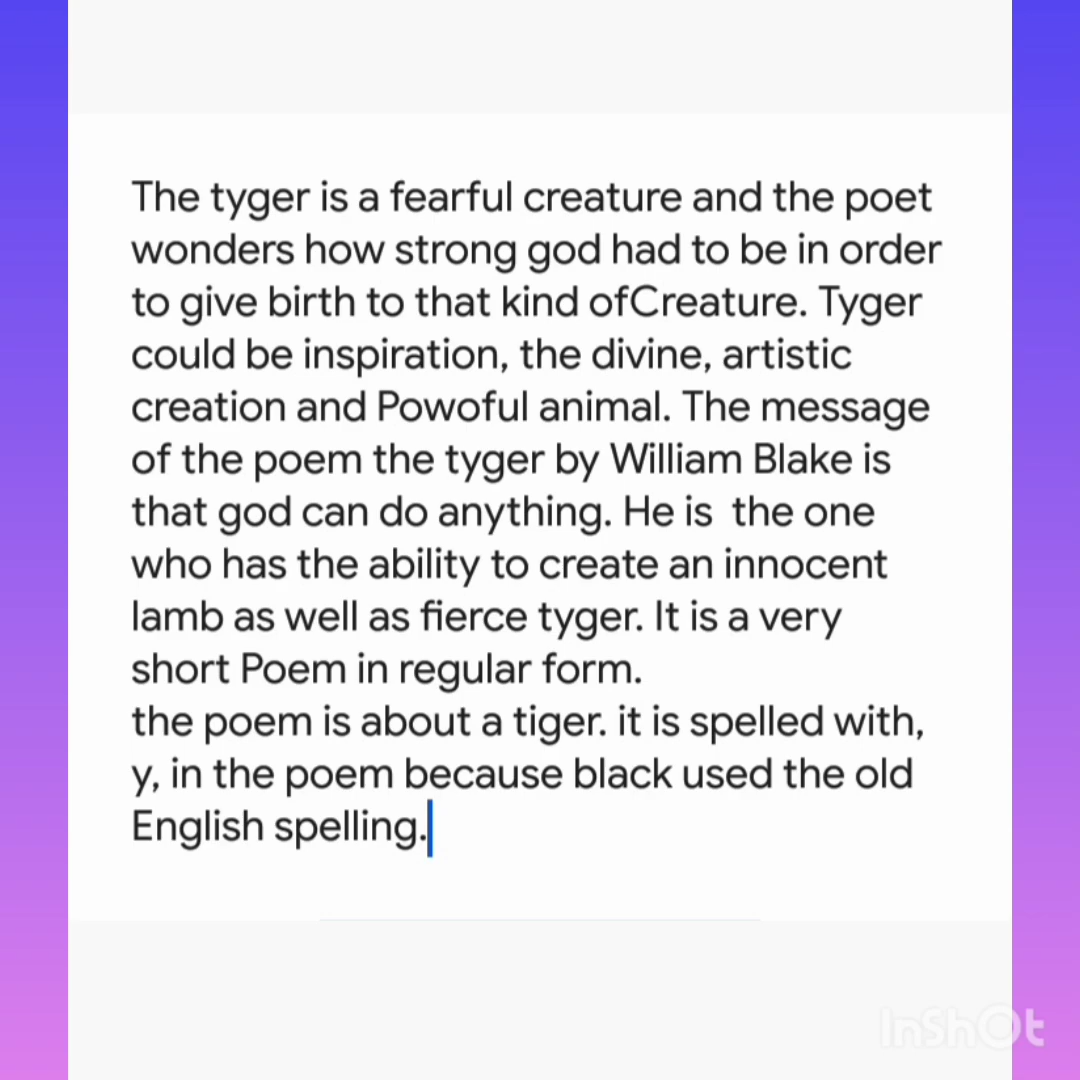 The tyger is a fearful creature and the poet
wonders how strong god had to be in order
to give birth to that kind ofCreature. Tyger
could be inspiration, the divine, artistic
creation and Powoful animal. The message
of the poem the tyger by William Blake is
that god can do anything. He is  the one
who has the ability to create an innocent
lamb as well as fierce tyger. It is a very
short Poem in regular form.
the poem is about a tiger. it is spelled with,
y, in the poem because black used the old
English spelling.
InShOt